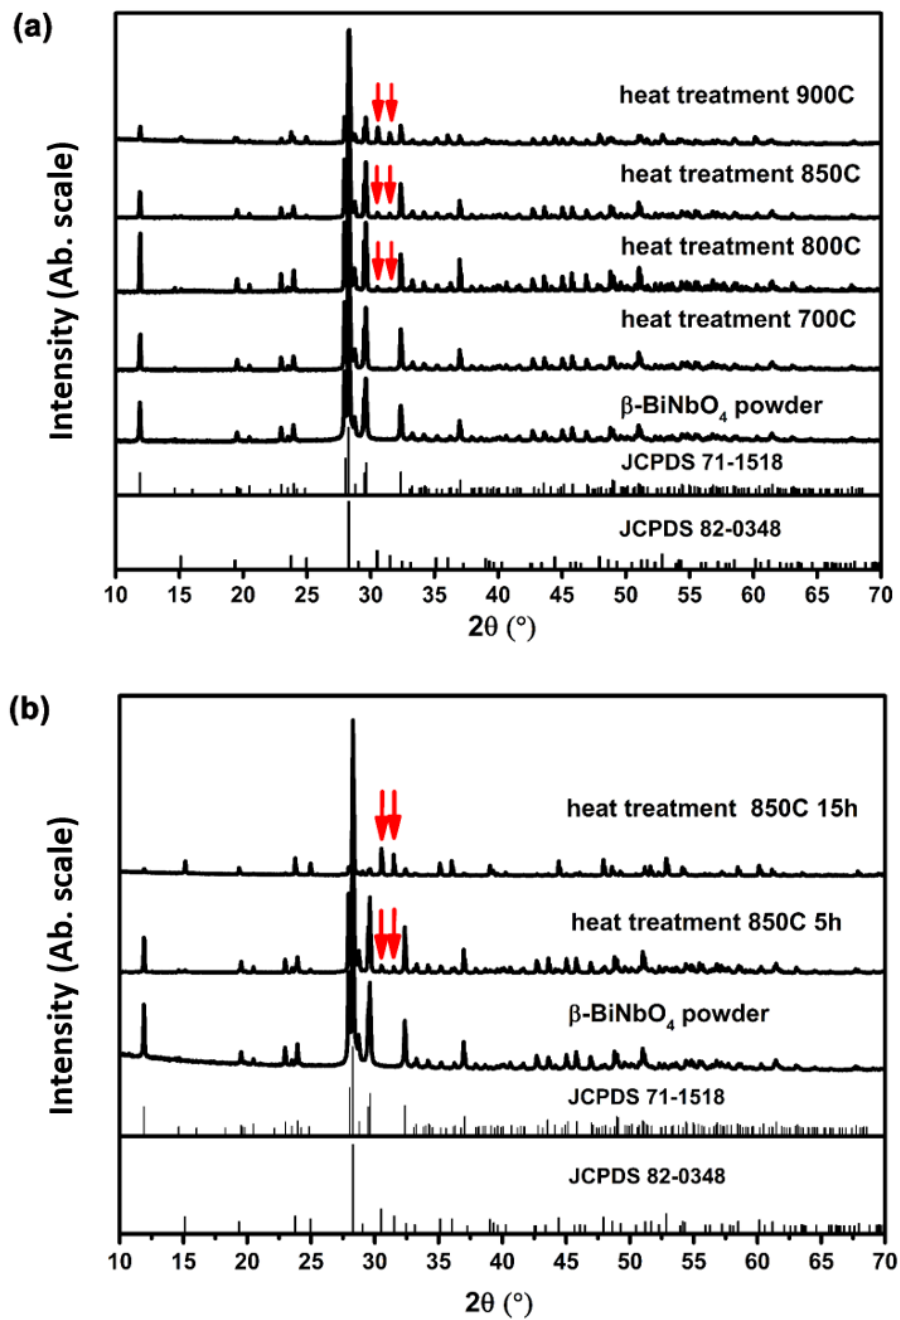 (a)
Intensity (Ab. scale)
heat treatment 900C
heat treatment 850C
heat treatment 800C
heat treatment 700C
β-BiNbO₄ powder
JCPDS 71-1518
JCPDS 82-0348
10 15 20 25 30 35 40 45 50 55 60 65 70
2θ (°)
(b)
Intensity (Ab. scale)
heat treatment 850C 15h
heat treatment 850C 5h
β-BiNbO₄ powder
JCPDS 71-1518
JCPDS 82-0348
10 15 20 25 30 35 40 45 50 55 60 65 70
2θ (°)